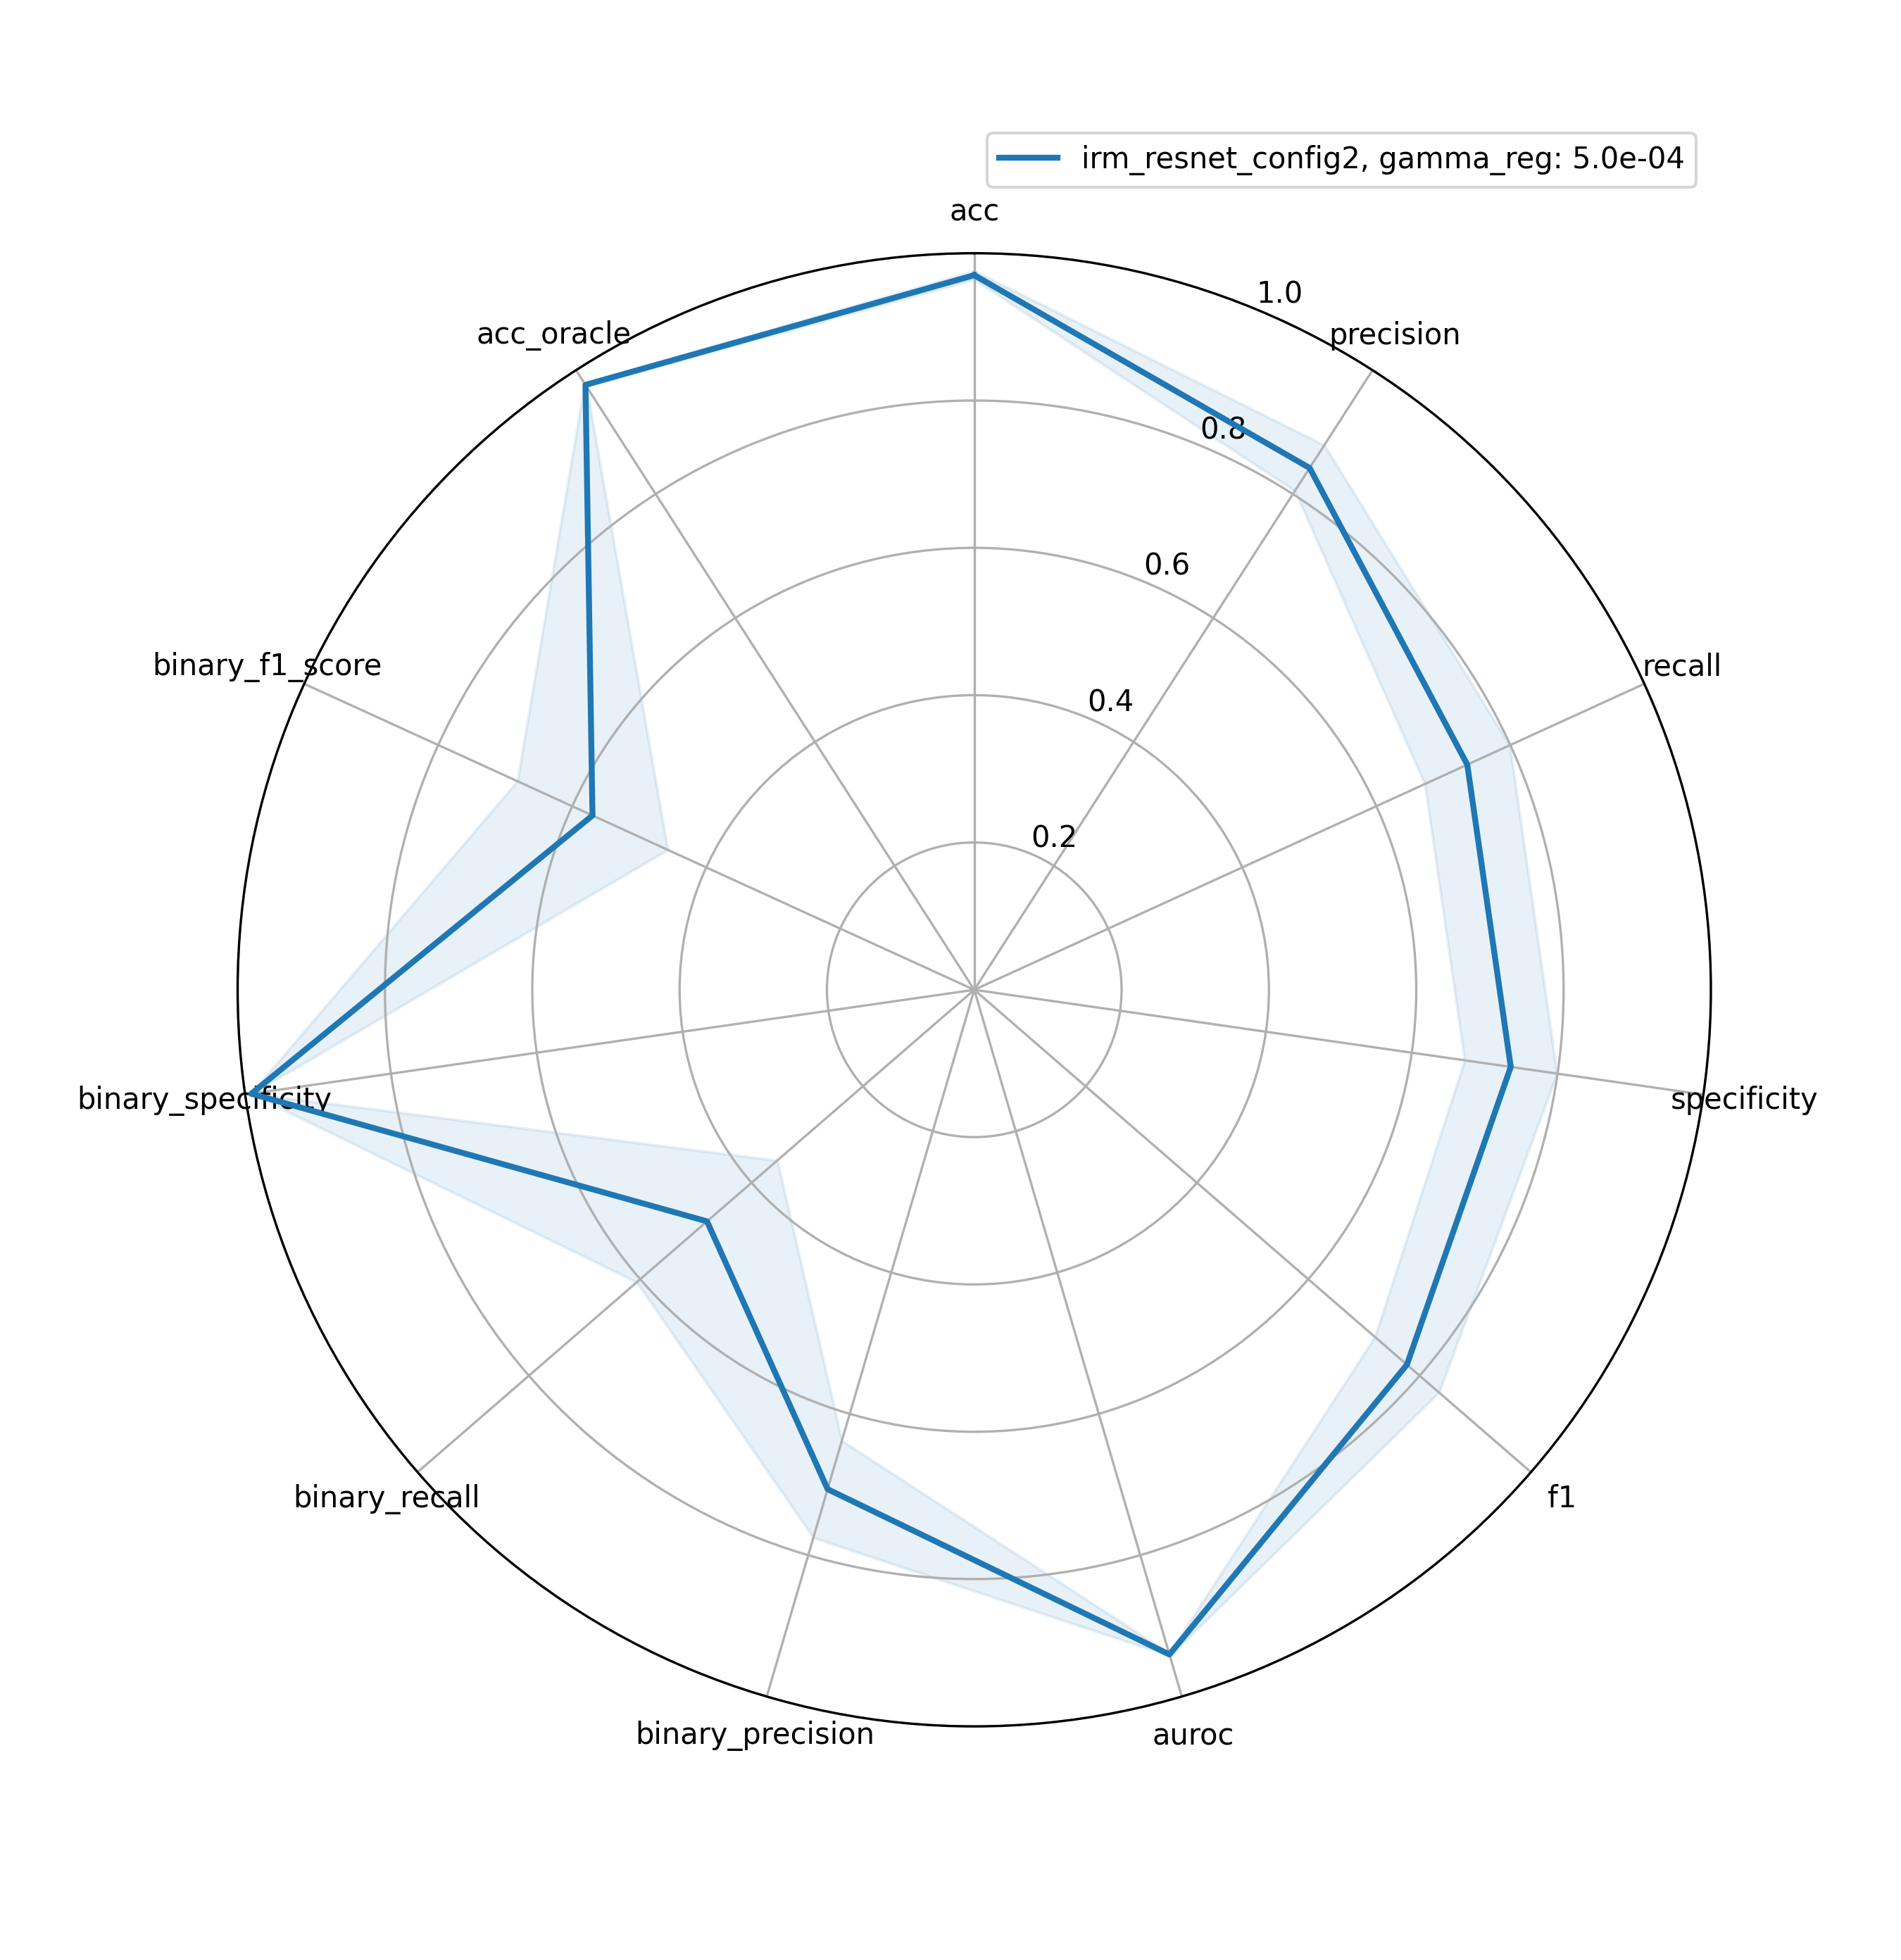 irm_resnet_config2, gamma_reg: 5.0e-04
acc
1.0
acc_oracle
precision
0.8
0.6
binary_f1_score
recall
0.4
0.2
binary_specificity
specificity
binary_recall
f1
binary_precision
auroc